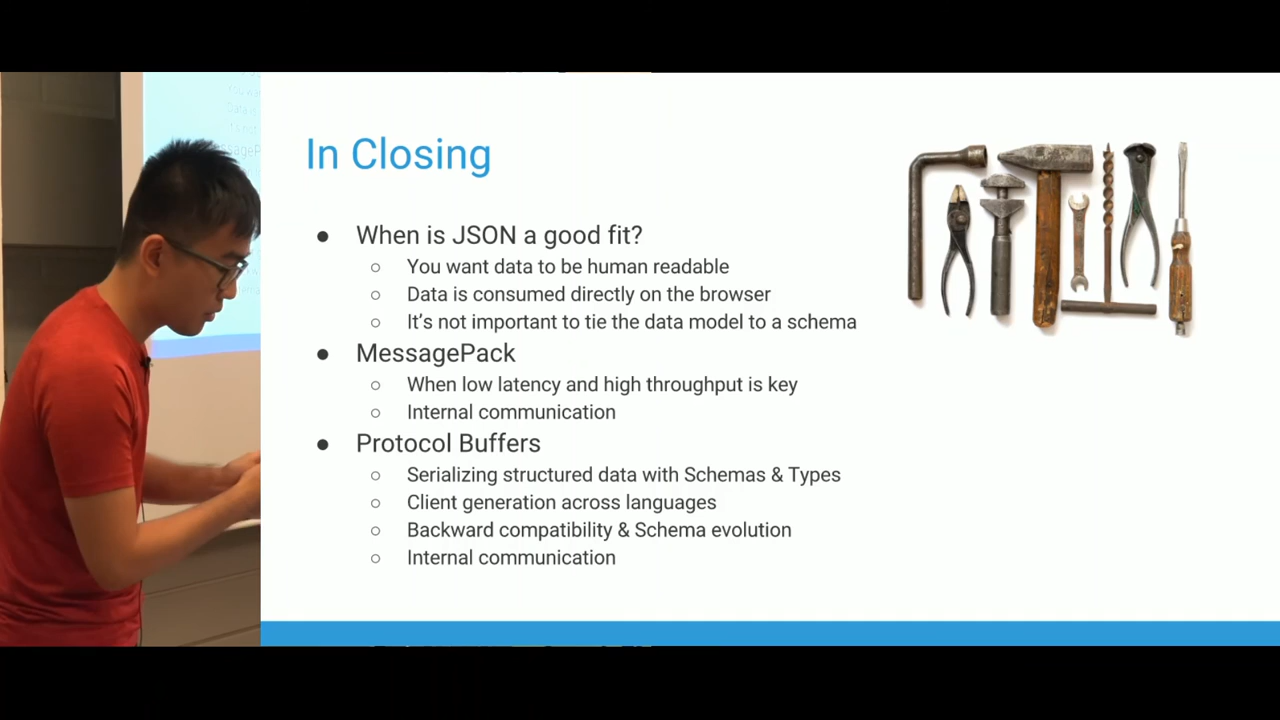 In Closing
● When is JSON a good fit?
○ You want data to be human readable
○ Data is consumed directly on the browser
○ It's not important to tie the data model to a schema
● MessagePack
○ When low latency and high throughput is key
○ Internal communication
● Protocol Buffers
○ Serializing structured data with Schemas & Types
○ Client generation across languages
○ Backward compatibility & Schema evolution
○ Internal communication